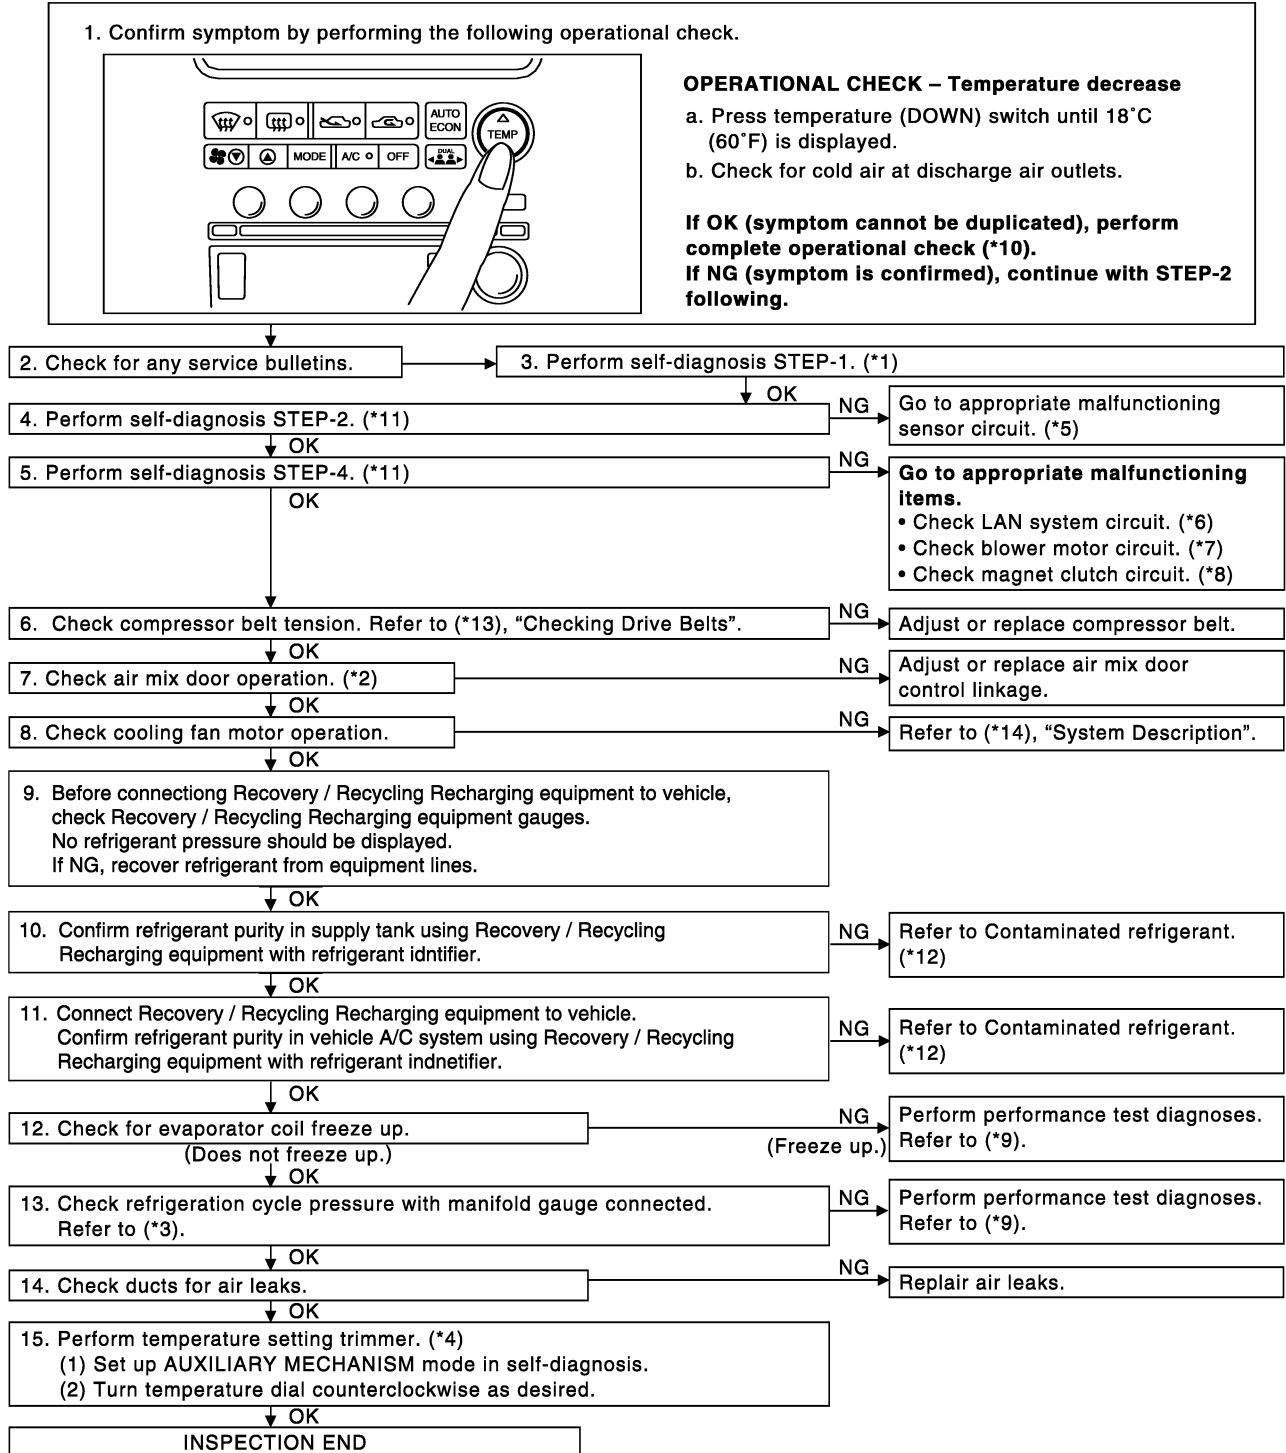 1. Confirm symptom by performing the following operational check.
AUTO
ECON
TEMP
MODE
A/C
OFF
DUAL
OPERATIONAL CHECK – Temperature decrease
a. Press temperature (DOWN) switch until 18˚C
(60˚F) is displayed.
b. Check for cold air at discharge air outlets.
If OK (symptom cannot be duplicated), perform
complete operational check (*10).
If NG (symptom is confirmed), continue with STEP-2
following.
2. Check for any service bulletins.
3. Perform self-diagnosis STEP-1. (*1)
OK
4. Perform self-diagnosis STEP-2. (*11)
NG
Go to appropriate malfunctioning
sensor circuit. (*5)
OK
5. Perform self-diagnosis STEP-4. (*11)
NG
Go to appropriate malfunctioning
items.
• Check LAN system circuit. (*6)
• Check blower motor circuit. (*7)
• Check magnet clutch circuit. (*8)
OK
6. Check compressor belt tension. Refer to (*13), “Checking Drive Belts”.
NG
Adjust or replace compressor belt.
OK
7. Check air mix door operation. (*2)
NG
Adjust or replace air mix door
control linkage.
OK
8. Check cooling fan motor operation.
NG
Refer to (*14), “System Description”.
OK
9. Before connectiong Recovery / Recycling Recharging equipment to vehicle,
check Recovery / Recycling Recharging equipment gauges.
No refrigerant pressure should be displayed.
If NG, recover refrigerant from equipment lines.
OK
10. Confirm refrigerant purity in supply tank using Recovery / Recycling
Recharging equipment with refrigerant idntifier.
NG
Refer to Contaminated refrigerant.
(*12)
OK
11. Connect Recovery / Recycling Recharging equipment to vehicle.
Confirm refrigerant purity in vehicle A/C system using Recovery / Recycling
Recharging equipment with refrigerant indnetifier.
NG
Refer to Contaminated refrigerant.
(*12)
OK
12. Check for evaporator coil freeze up.
NG
(Freeze up.)
Perform performance test diagnoses.
Refer to (*9).
(Does not freeze up.)
OK
13. Check refrigeration cycle pressure with manifold gauge connected.
Refer to (*3).
NG
Perform performance test diagnoses.
Refer to (*9).
OK
14. Check ducts for air leaks.
NG
Replair air leaks.
OK
15. Perform temperature setting trimmer. (*4)
(1) Set up AUXILIARY MECHANISM mode in self-diagnosis.
(2) Turn temperature dial counterclockwise as desired.
OK
INSPECTION END